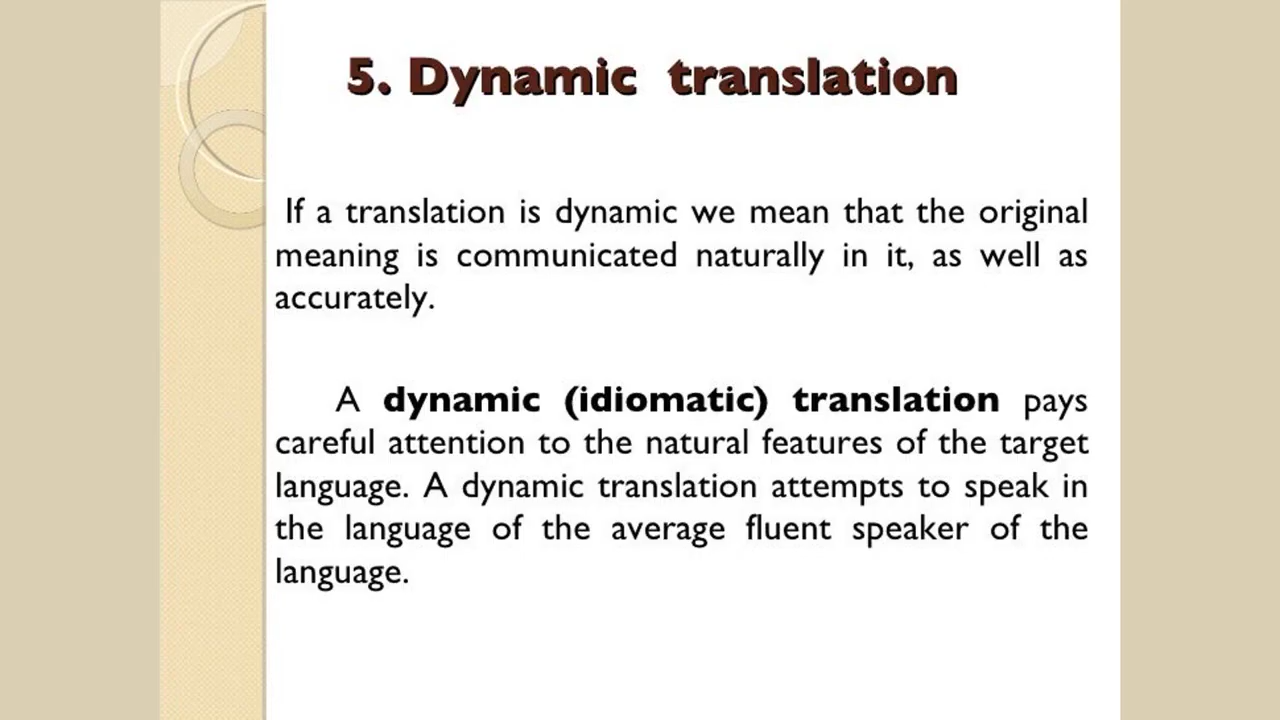 5. Dynamic translation
If a translation is dynamic we mean that the original
meaning is communicated naturally in it, as well as
accurately.
A dynamic (idiomatic) translation pays
careful attention to the natural features of the target
language. A dynamic translation attempts to speak in
the language of the average fluent speaker of the
language.